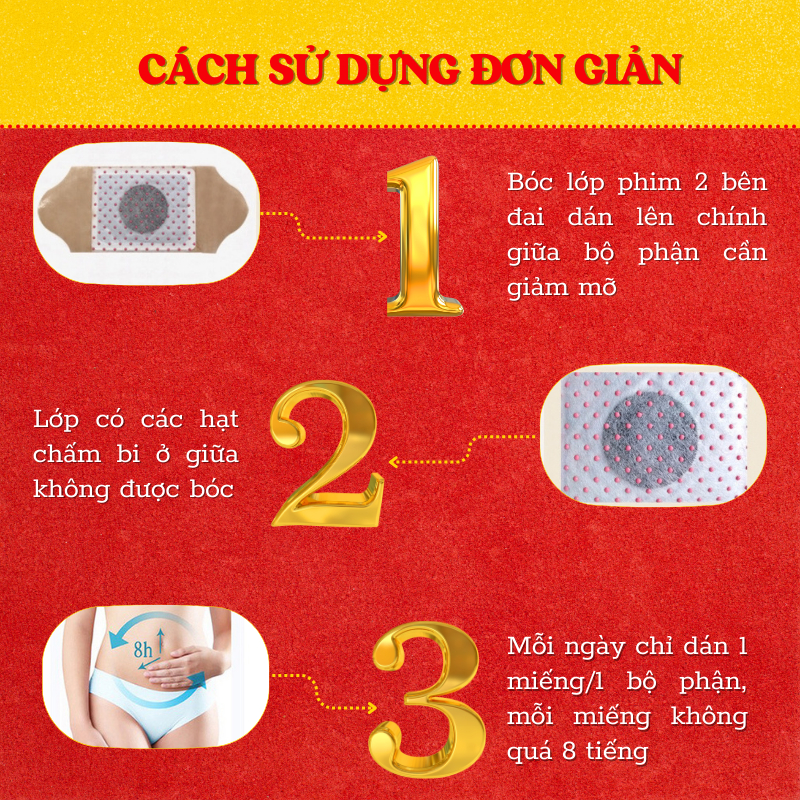 CÁCH SỬ DỤNG ĐƠN GIẢN
1
Bóc lớp phim 2 bên
đai dán lên chính
giữa bộ phận cần
giảm mỡ
Lớp có các hạt
chấm bi ở giữa
không được bóc
2
8h
3
Mỗi ngày chỉ dán 1
miếng/1 bộ phận,
mỗi miếng không
quá 8 tiếng